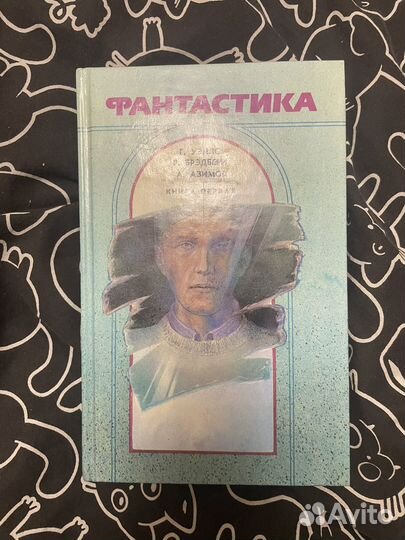 ФАНТАСТИКА
Г. УЭЛЛС
Р. БРЭДБЕРИ
А. АЗИМОВ
КНИГА ПЕРВАЯ
Avito